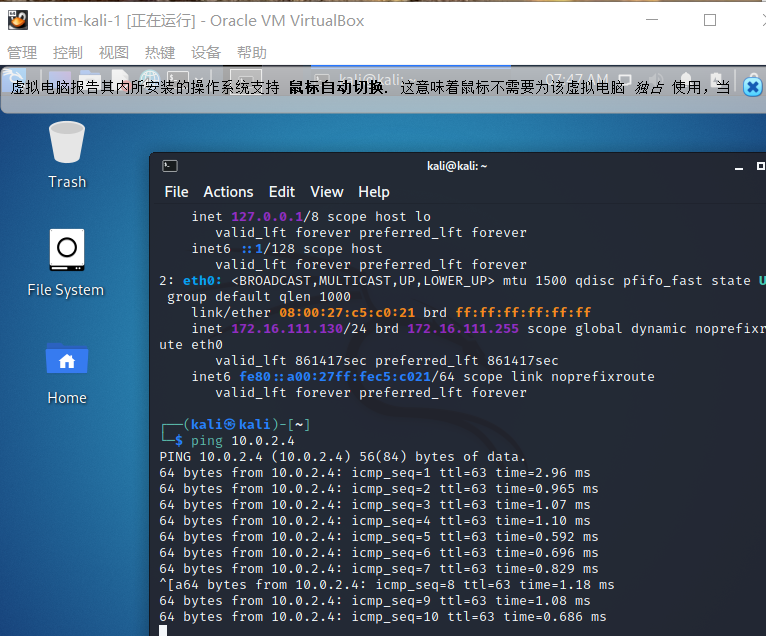 victim-kali-1 [正在运行] - Oracle VM VirtualBox
管理 控制 视图 热键 设备 帮助
虚拟电脑报告其内所安装的操作系统支持 鼠标自动切换. 这意味着鼠标不需要为该虚拟电脑 独占 使用，当
Trash
File System
Home
kali@kali: ~
File Actions Edit View Help
inet 127.0.0.1/8 scope host lo
valid_lft forever preferred_lft forever
inet6 ::1/128 scope host
valid_lft forever preferred_lft forever
2: eth0: <BROADCAST,MULTICAST,UP,LOWER_UP> mtu 1500 qdisc pfifo_fast state U
group default qlen 1000
link/ether 08:00:27:c5:c0:21 brd ff:ff:ff:ff:ff:ff
inet 172.16.111.130/24 brd 172.16.111.255 scope global dynamic noprefixr
ute eth0
valid_lft 861417sec preferred_lft 861417sec
inet6 fe80::a00:27ff:fec5:c021/64 scope link noprefixroute
valid_lft forever preferred_lft forever
┌──(kali㉿kali)-[~]
└─$ ping 10.0.2.4
PING 10.0.2.4 (10.0.2.4) 56(84) bytes of data.
64 bytes from 10.0.2.4: icmp_seq=1 ttl=63 time=2.96 ms
64 bytes from 10.0.2.4: icmp_seq=2 ttl=63 time=0.965 ms
64 bytes from 10.0.2.4: icmp_seq=3 ttl=63 time=1.07 ms
64 bytes from 10.0.2.4: icmp_seq=4 ttl=63 time=1.10 ms
64 bytes from 10.0.2.4: icmp_seq=5 ttl=63 time=0.592 ms
64 bytes from 10.0.2.4: icmp_seq=6 ttl=63 time=0.696 ms
64 bytes from 10.0.2.4: icmp_seq=7 ttl=63 time=0.829 ms
^[a64 bytes from 10.0.2.4: icmp_seq=8 ttl=63 time=1.18 ms
64 bytes from 10.0.2.4: icmp_seq=9 ttl=63 time=1.08 ms
64 bytes from 10.0.2.4: icmp_seq=10 ttl=63 time=0.686 ms